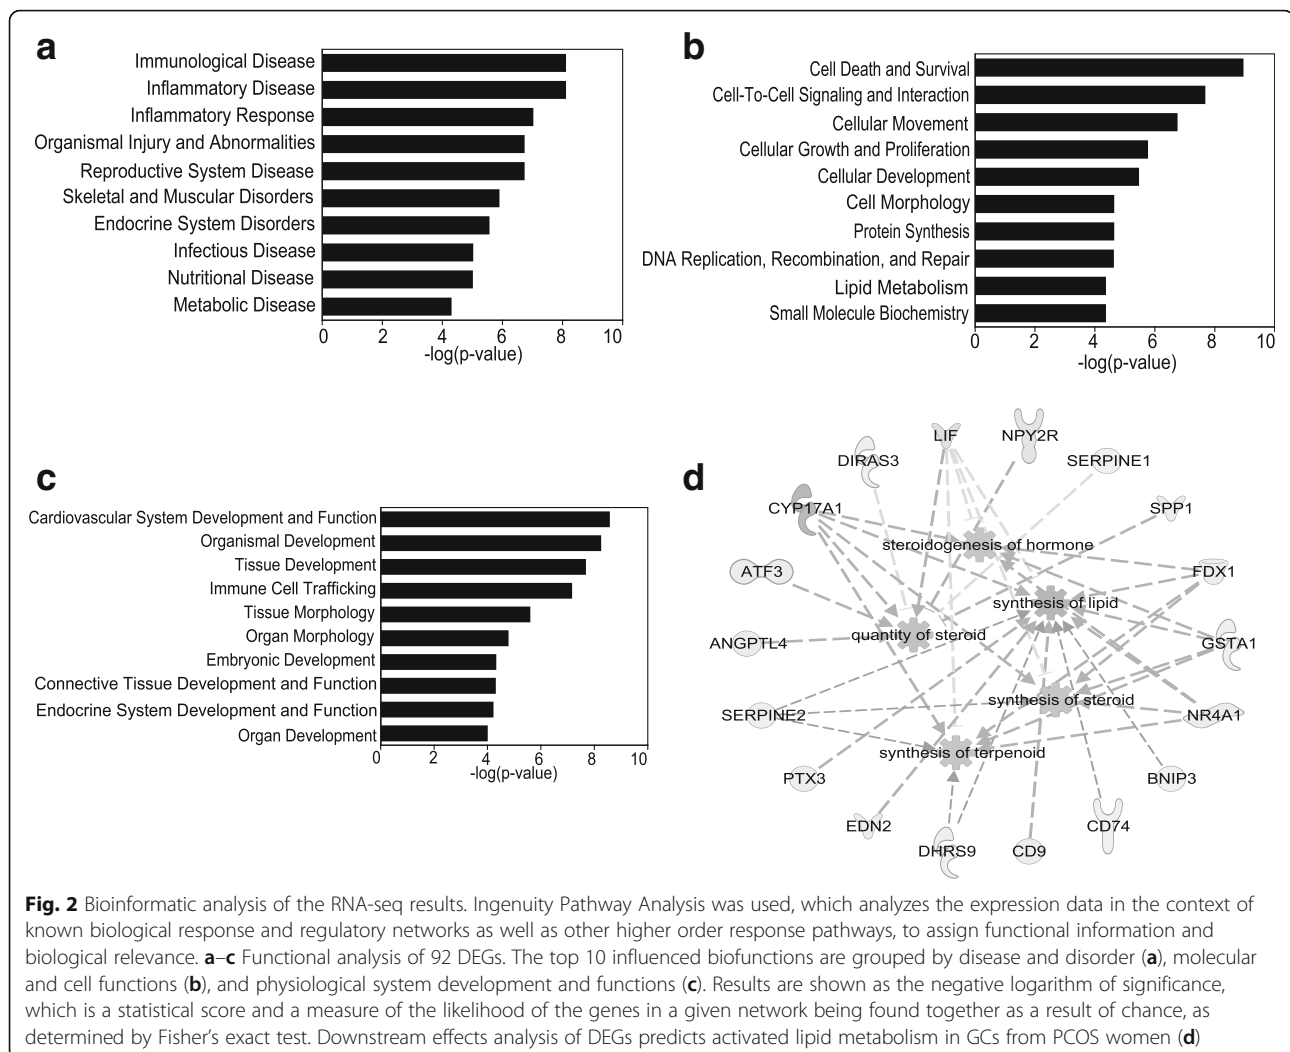 a
Immunological Disease
Inflammatory Disease
Inflammatory Response
Organismal Injury and Abnormalities
Reproductive System Disease
Skeletal and Muscular Disorders
Endocrine System Disorders
Infectious Disease
Nutritional Disease
Metabolic Disease
0 2 4 6 8 10
-log(p-value)
b
Cell Death and Survival
Cell-To-Cell Signaling and Interaction
Cellular Movement
Cellular Growth and Proliferation
Cellular Development
Cell Morphology
Protein Synthesis
DNA Replication, Recombination, and Repair
Lipid Metabolism
Small Molecule Biochemistry
0 2 4 6 8 10
-log(p-value)
c
Cardiovascular System Development and Function
Organismal Development
Tissue Development
Immune Cell Trafficking
Tissue Morphology
Organ Morphology
Embryonic Development
Connective Tissue Development and Function
Endocrine System Development and Function
Organ Development
0 2 4 6 8 10
-log(p-value)
d
LIF
NPY2R
DIRAS3
SERPINE1
CYP17A1
SPP1
steroidogenesis of hormone
ATF3
FDX1
synthesis of lipid
quantity of steroid
ANGPTL4
GSTA1
synthesis of steroid
SERPINE2
NR4A1
synthesis of terpenoid
PTX3
BNIP3
EDN2
CD74
DHRS9
CD9
Fig. 2 Bioinformatic analysis of the RNA-seq results. Ingenuity Pathway Analysis was used, which analyzes the expression data in the context of
known biological response and regulatory networks as well as other higher order response pathways, to assign functional information and
biological relevance. a–c Functional analysis of 92 DEGs. The top 10 influenced biofunctions are grouped by disease and disorder (a), molecular
and cell functions (b), and physiological system development and functions (c). Results are shown as the negative logarithm of significance,
which is a statistical score and a measure of the likelihood of the genes in a given network being found together as a result of chance, as
determined by Fisher's exact test. Downstream effects analysis of DEGs predicts activated lipid metabolism in GCs from PCOS women (d)